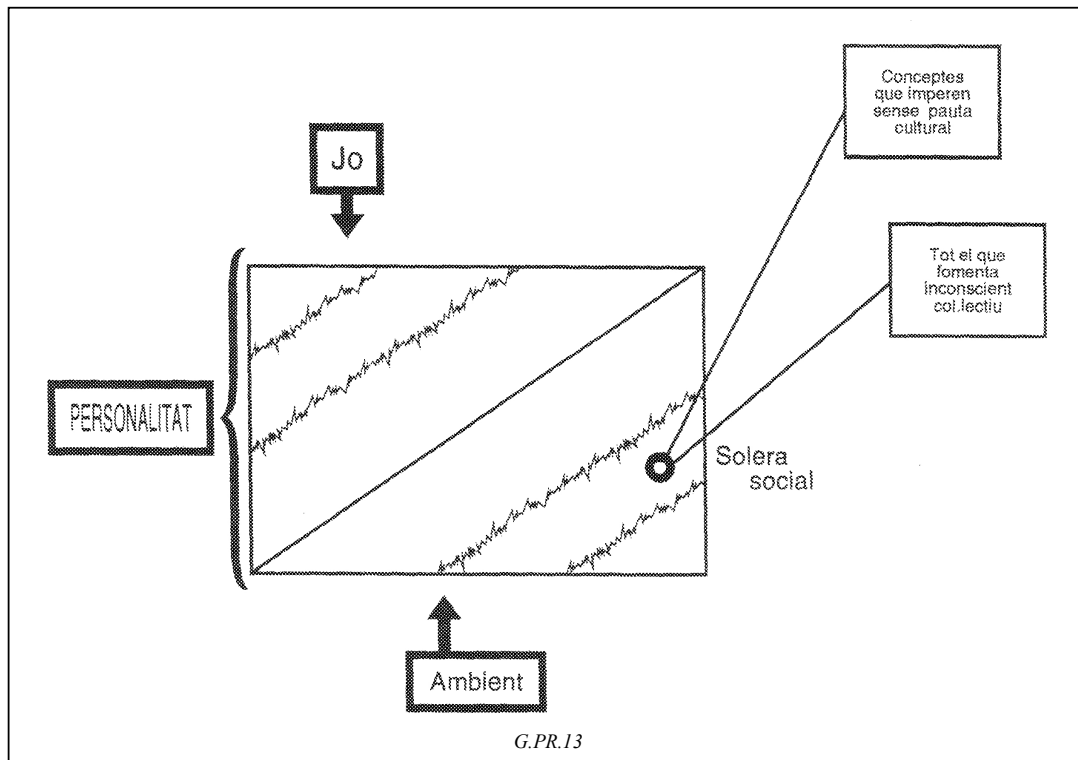 Conceptes
que imperen
sense pauta
cultural
Jo
Tot el que
fomenta
inconscient
col.lectiu
PERSONALITAT
Solera
social
Ambient
G.PR.13